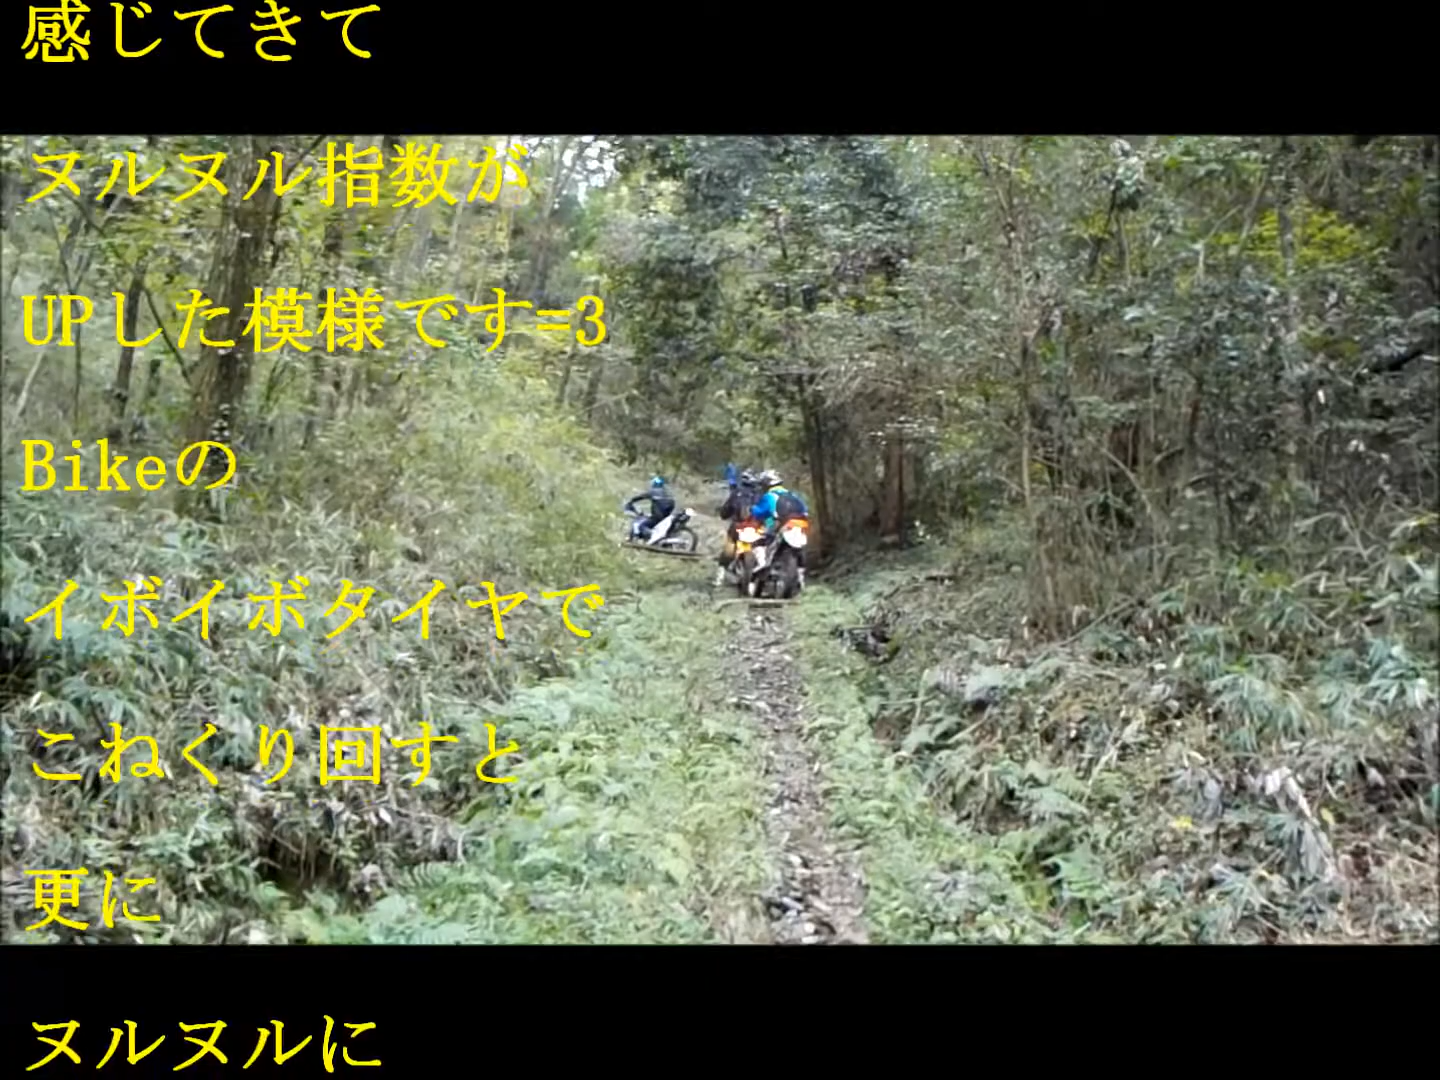 感じてきて
ヌルヌル指数が
UPした模様です=3
Bikeの
イボイボタイヤで
こねくり回すと
更に
ヌルヌルに